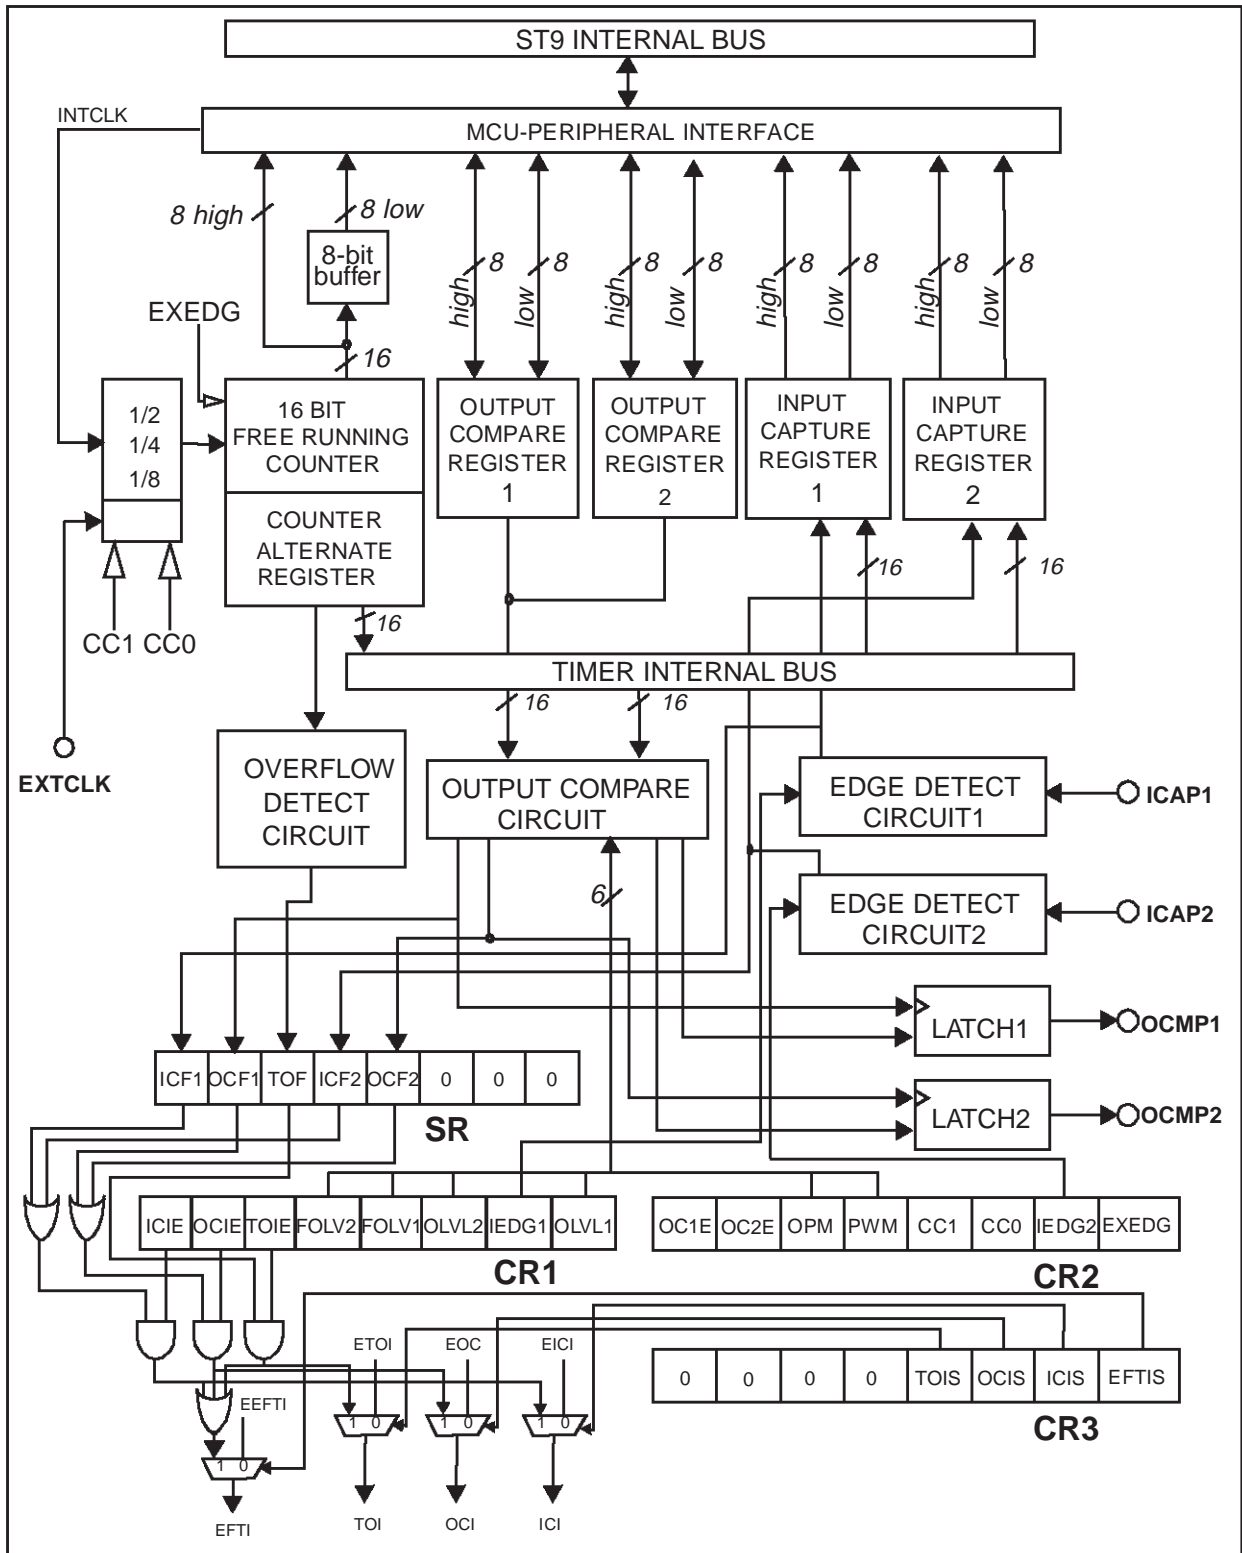 ST9 INTERNAL BUS
INTCLK
MCU-PERIPHERAL INTERFACE
8 high
8 low
8-bit
buffer
high
8
low
8
high
8
low
8
high
8
low
8
high
8
low
8
EXEDG
16
1/2
1/4
1/8
16 BIT
FREE RUNNING
COUNTER
COUNTER
ALTERNATE
REGISTER
OUTPUT
COMPARE
REGISTER
1
OUTPUT
COMPARE
REGISTER
2
INPUT
CAPTURE
REGISTER
1
INPUT
CAPTURE
REGISTER
2
16
16
CC1 CC0
16
TIMER INTERNAL BUS
16
16
EXTCLK
OVERFLOW
DETECT
CIRCUIT
OUTPUT COMPARE
CIRCUIT
EDGE DETECT
CIRCUIT1
ICAP1
6
EDGE DETECT
CIRCUIT2
ICAP2
LATCH1
OCMP1
LATCH2
OCMP2
ICF1 OCF1 TOF ICF2 OCF2 0 0 0
SR
ICIE OCIE TOIE FOLV2 FOLV1 OLVL2 IEDG1 OLVL1
CR1
OC1E OC2E OPM PWM CC1 CC0 IEDG2 EXEDG
CR2
ETOI
EOC
EICI
0 0 0 0 TOIS OCIS ICIS EFTIS
CR3
EEFTI
1 0
1 0
1 0
1 0
EFTI
TOI
OCI
ICI